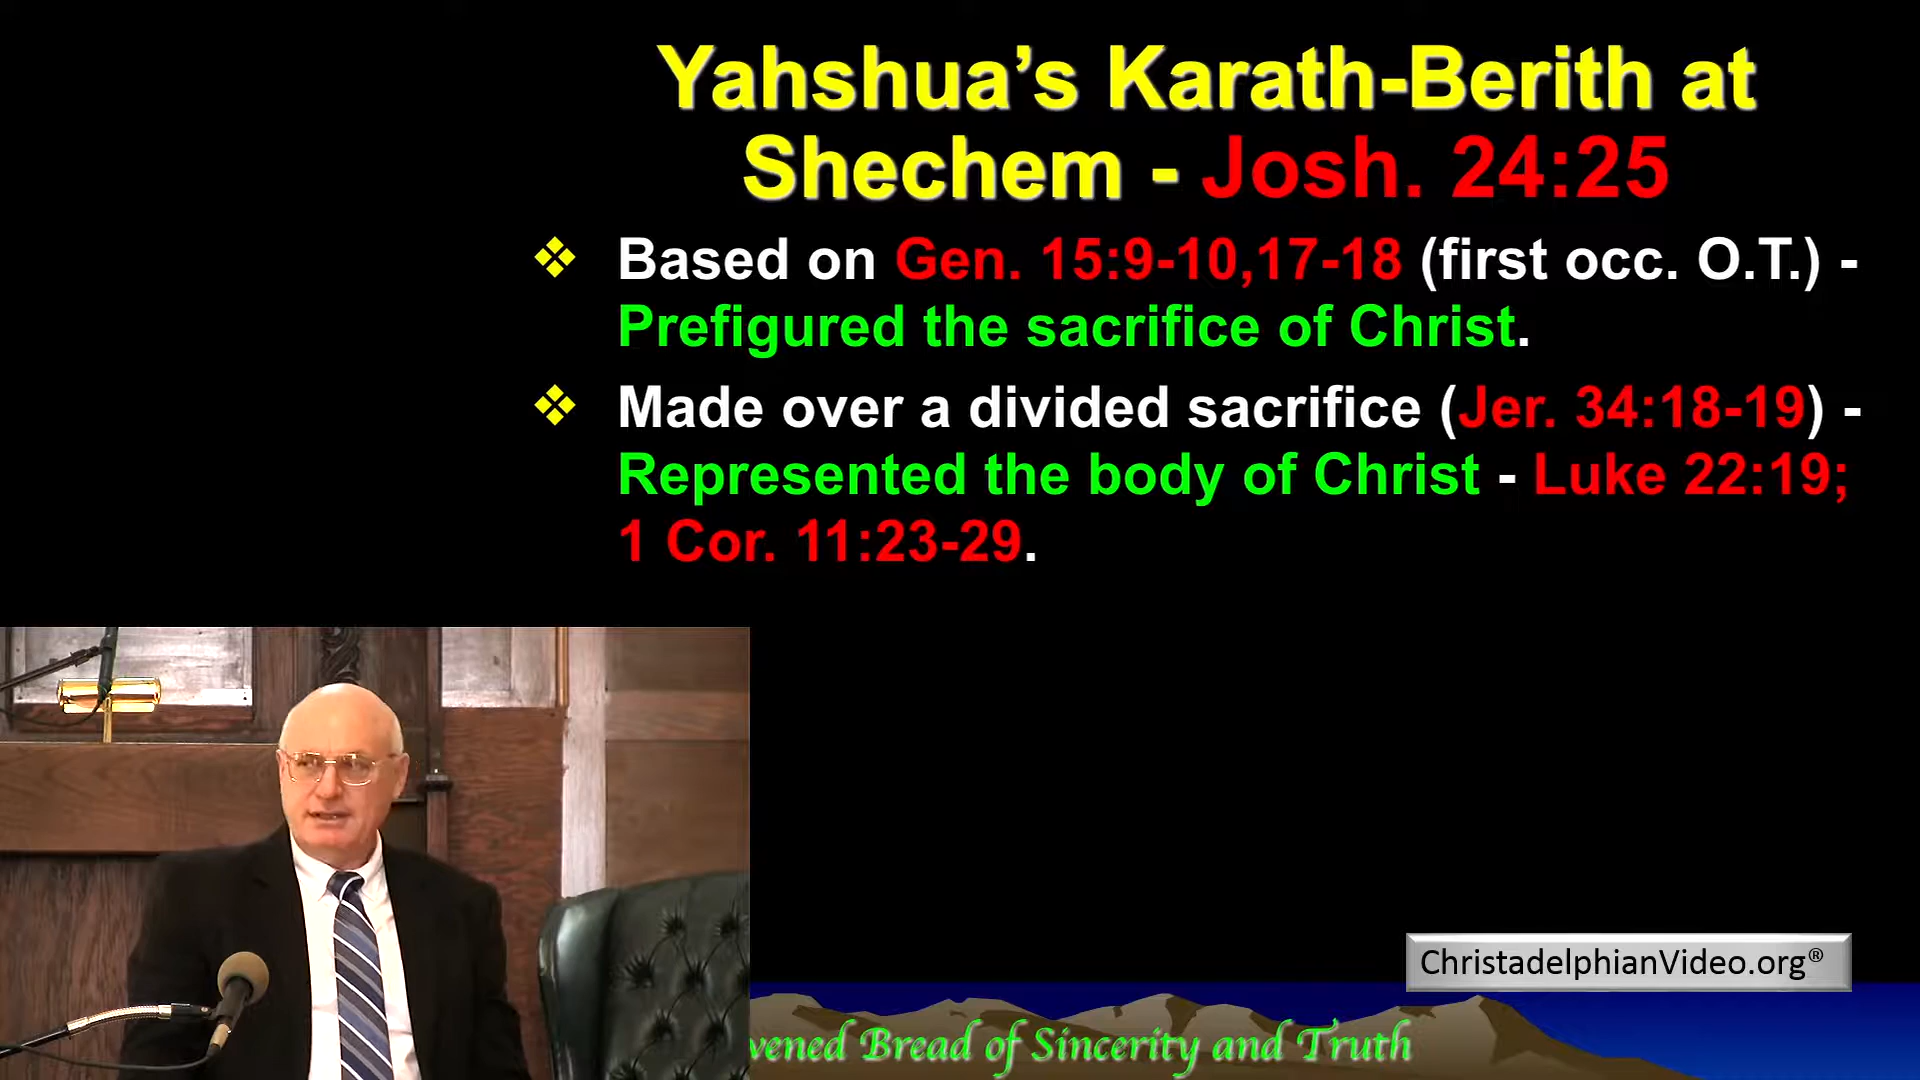 Yahshua’s Karath-Berith at
Shechem - Josh. 24:25
❖ Based on Gen. 15:9-10,17-18 (first occ. O.T.) -
Prefigured the sacrifice of Christ.
❖ Made over a divided sacrifice (Jer. 34:18-19) -
Represented the body of Christ - Luke 22:19;
1 Cor. 11:23-29.
ChristadelphianVideo.org®
Bread of Sincerity and Truth